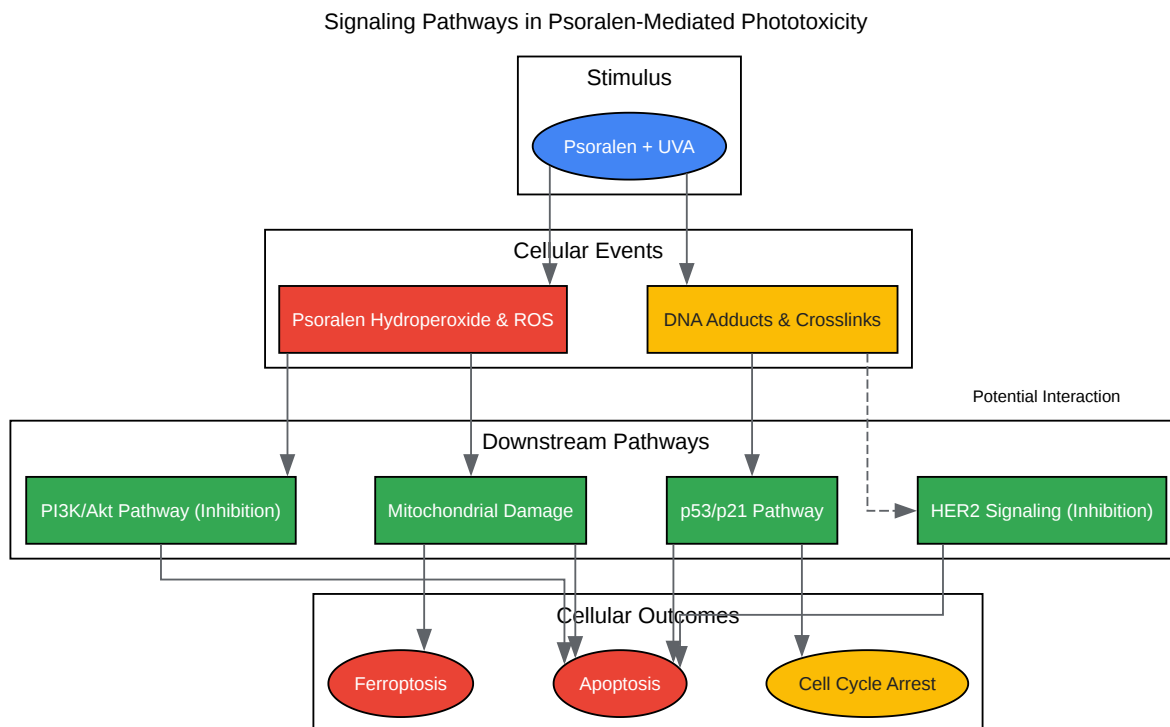 Signaling Pathways in Psoralen-Mediated Phototoxicity
Stimulus
Psoralen + UVA
Cellular Events
Psoralen Hydroperoxide & ROS
DNA Adducts & Crosslinks
Potential Interaction
Downstream Pathways
PI3K/Akt Pathway (Inhibition)
Mitochondrial Damage
p53/p21 Pathway
HER2 Signaling (Inhibition)
Cellular Outcomes
Ferroptosis
Apoptosis
Cell Cycle Arrest